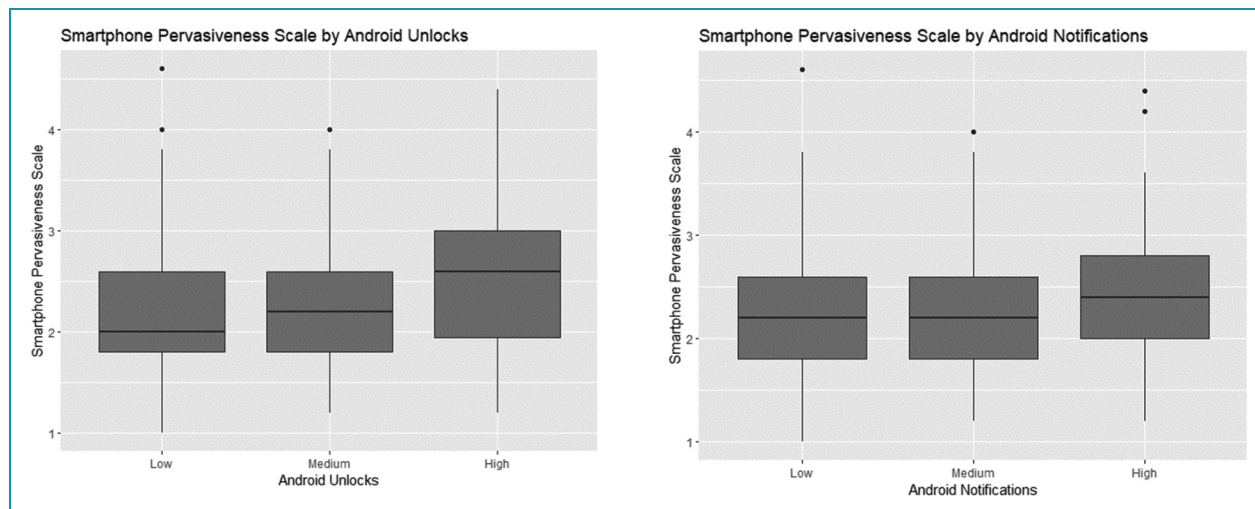 Smartphone Pervasiveness Scale by Android Unlocks
Smartphone Pervasiveness Scale
4
3
2
1
Low Medium High
Android Unlocks
Smartphone Pervasiveness Scale by Android Notifications
Smartphone Pervasiveness Scale
4
3
2
1
Low Medium High
Android Notifications